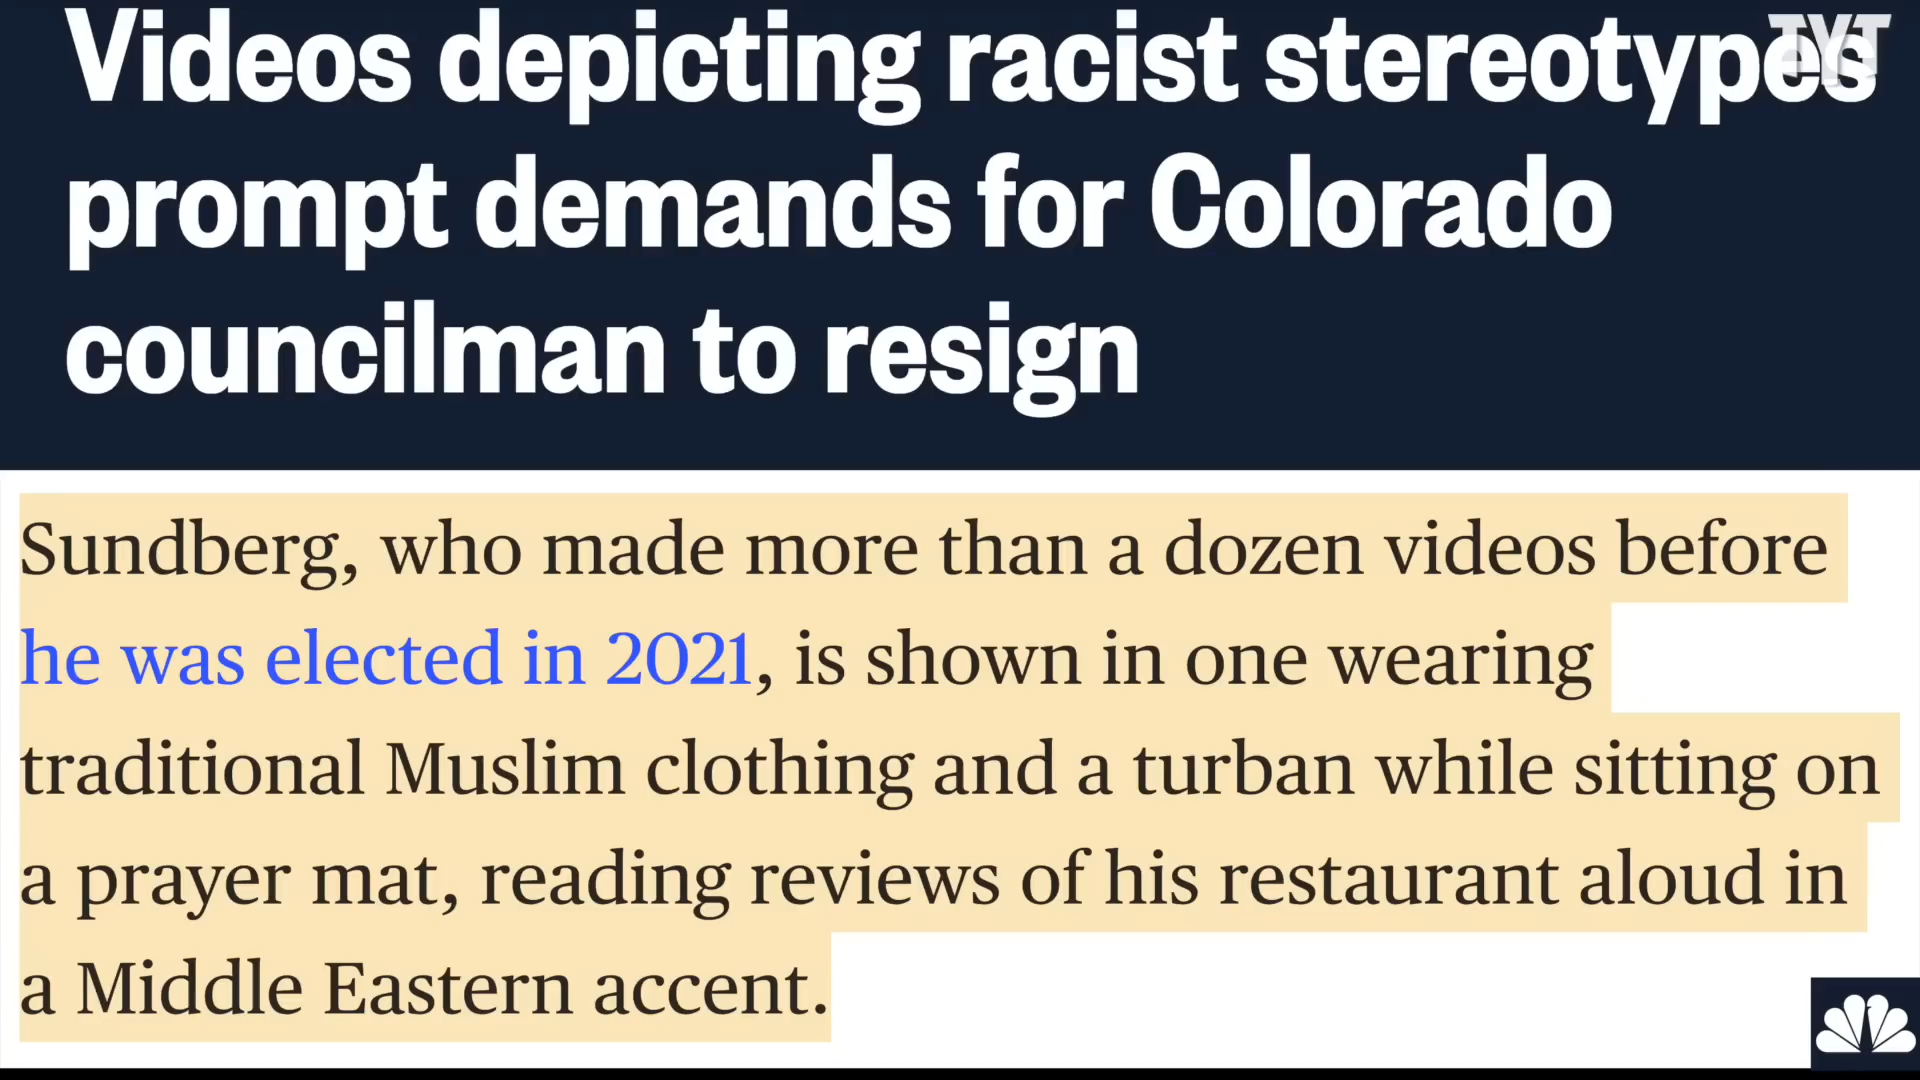 TYT
Videos depicting racist stereotypes
prompt demands for Colorado
councilman to resign
Sundberg, who made more than a dozen videos before
he was elected in 2021, is shown in one wearing
traditional Muslim clothing and a turban while sitting on
a prayer mat, reading reviews of his restaurant aloud in
a Middle Eastern accent.